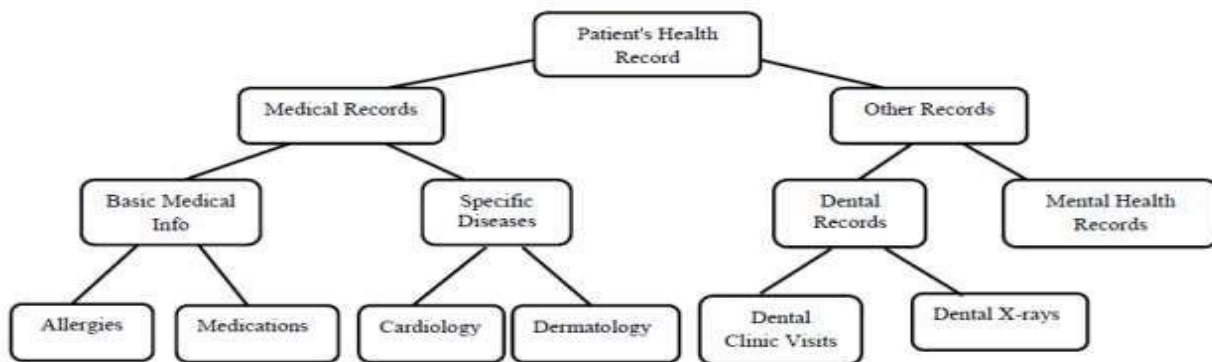 Patient's Health
Record
Medical Records
Other Records
Basic Medical
Info
Specific
Diseases
Dental
Records
Mental Health
Records
Allergies
Medications
Cardiology
Dermatology
Dental
Clinic Visits
Dental X-rays